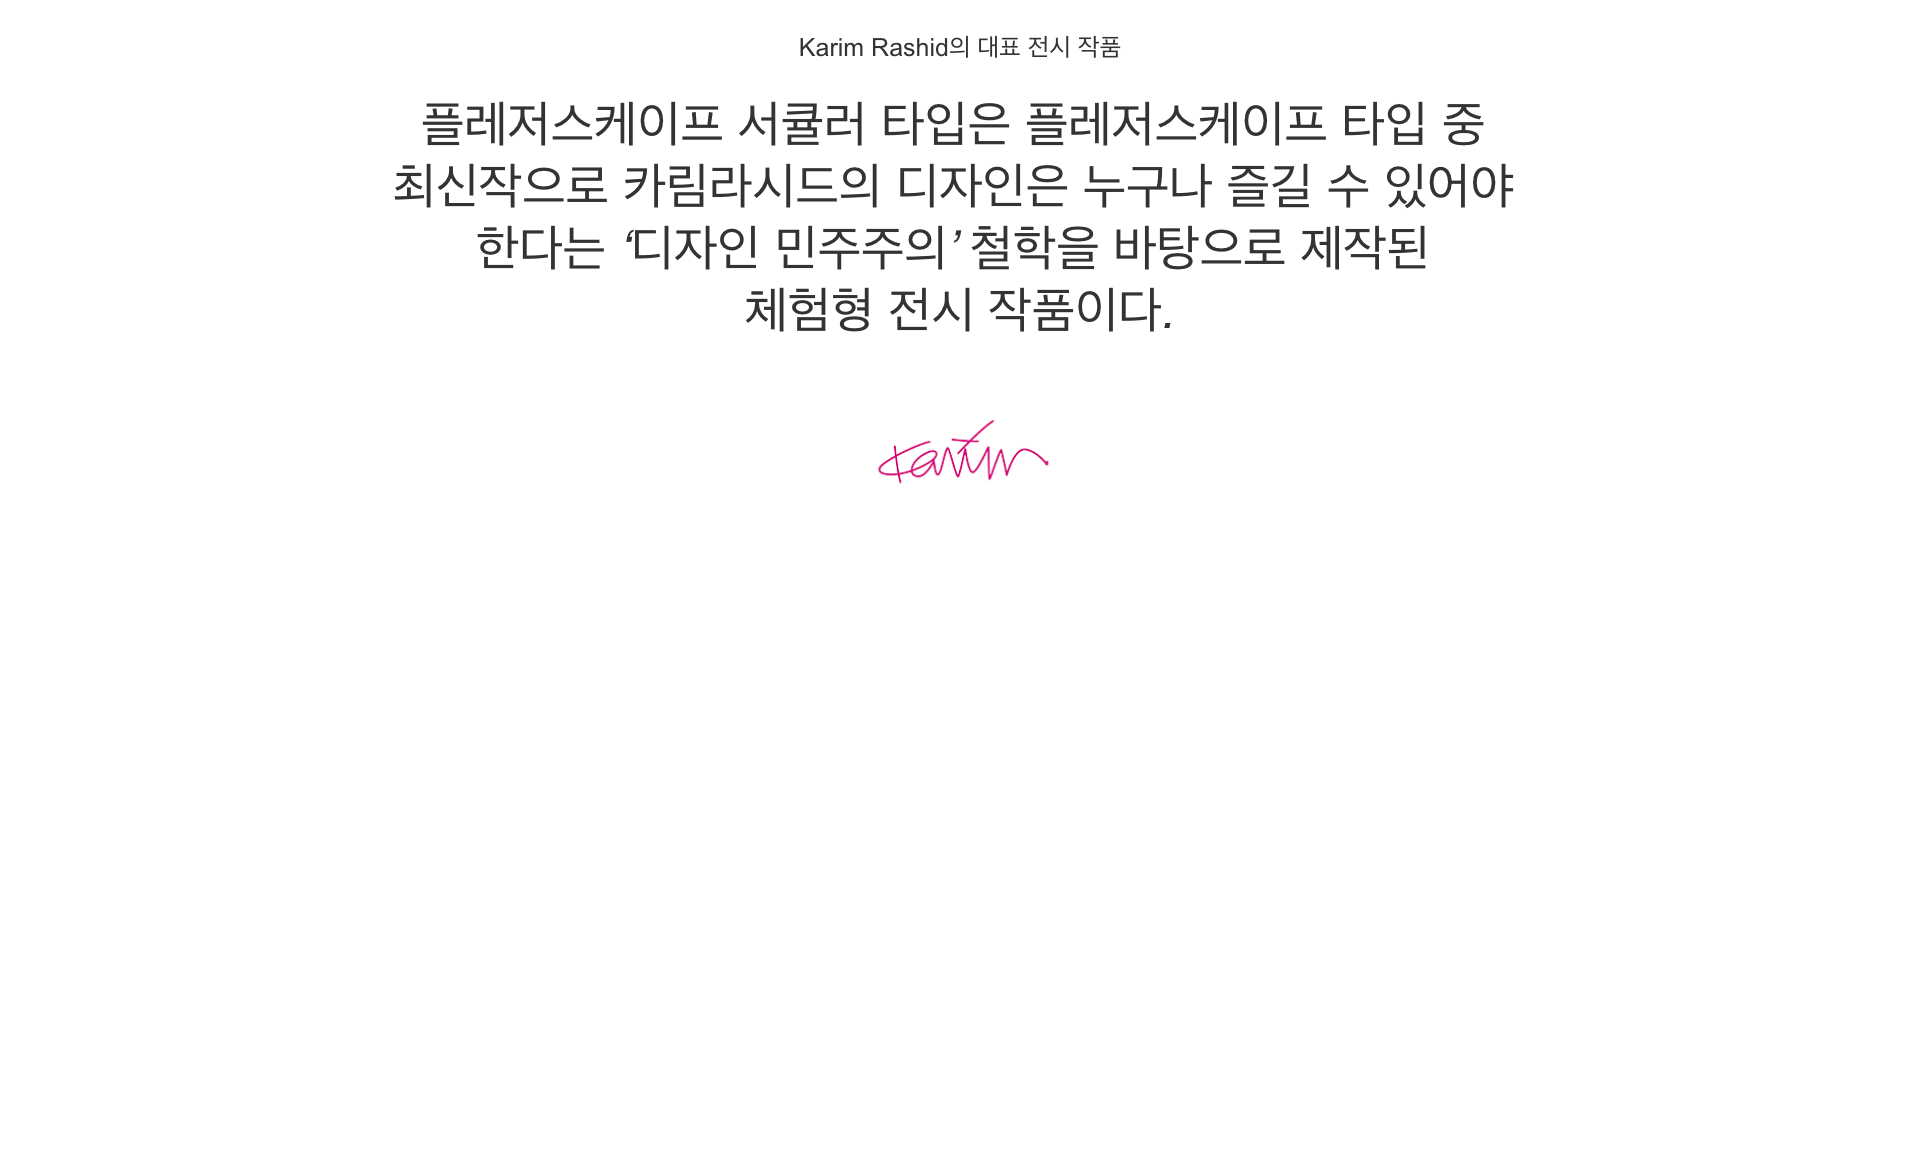 Karim Rashid의 대표 전시 작품
플레저스케이프 서큘러 타입은 플레저스케이프 타입 중
최신작으로 카림라시드의 디자인은 누구나 즐길 수 있어야
한다는 ‘디자인 민주주의’ 철학을 바탕으로 제작된
체험형 전시 작품이다.
Karim